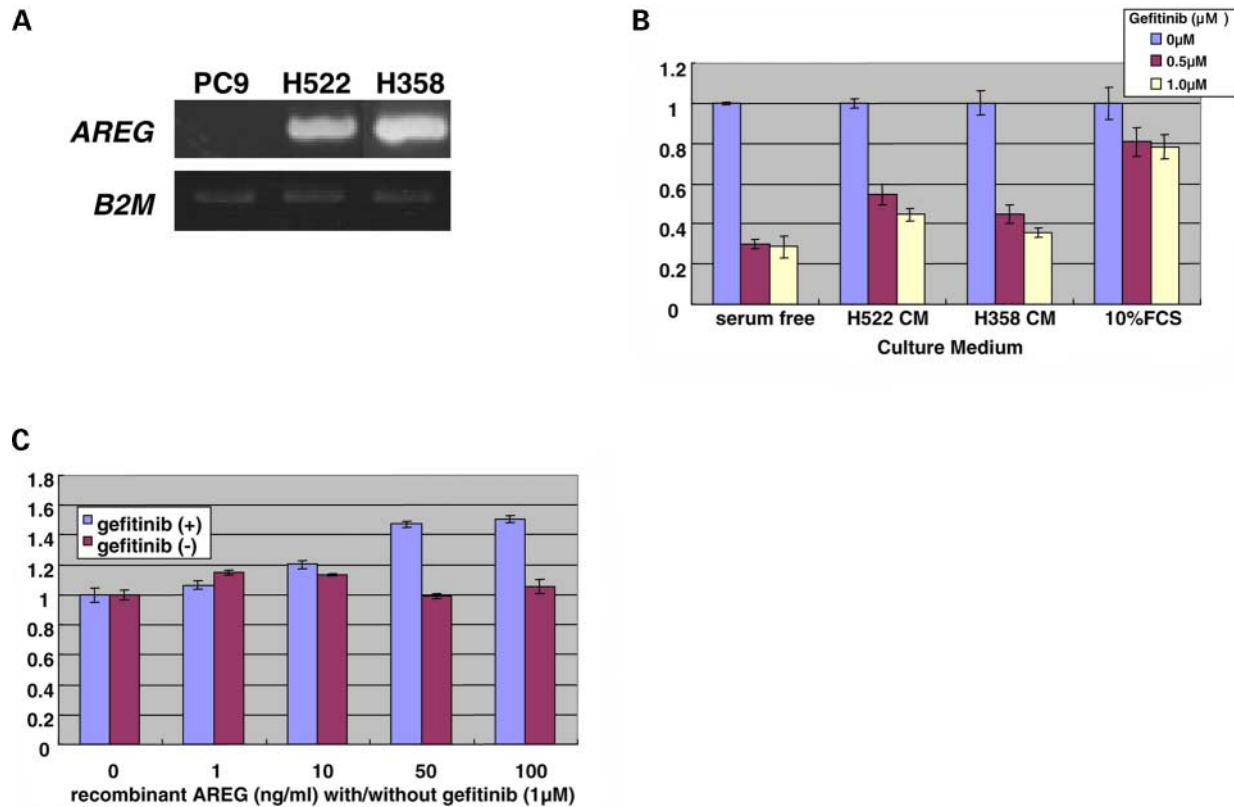 A
PC9 H522 H358
AREG
B2M
B
Gefitinib (μM )
0μM
0.5μM
1.0μM
1.2
1
0.8
0.6
0.4
0.2
0
serum free H522 CM H358 CM 10%FCS
Culture Medium
C
1.8
1.6
1.4
1.2
1
0.8
0.6
0.4
0.2
0
gefitinib (+)
gefitinib (-)
0 1 10 50 100
recombinant AREG (ng/ml) with/without gefitinib (1μM)